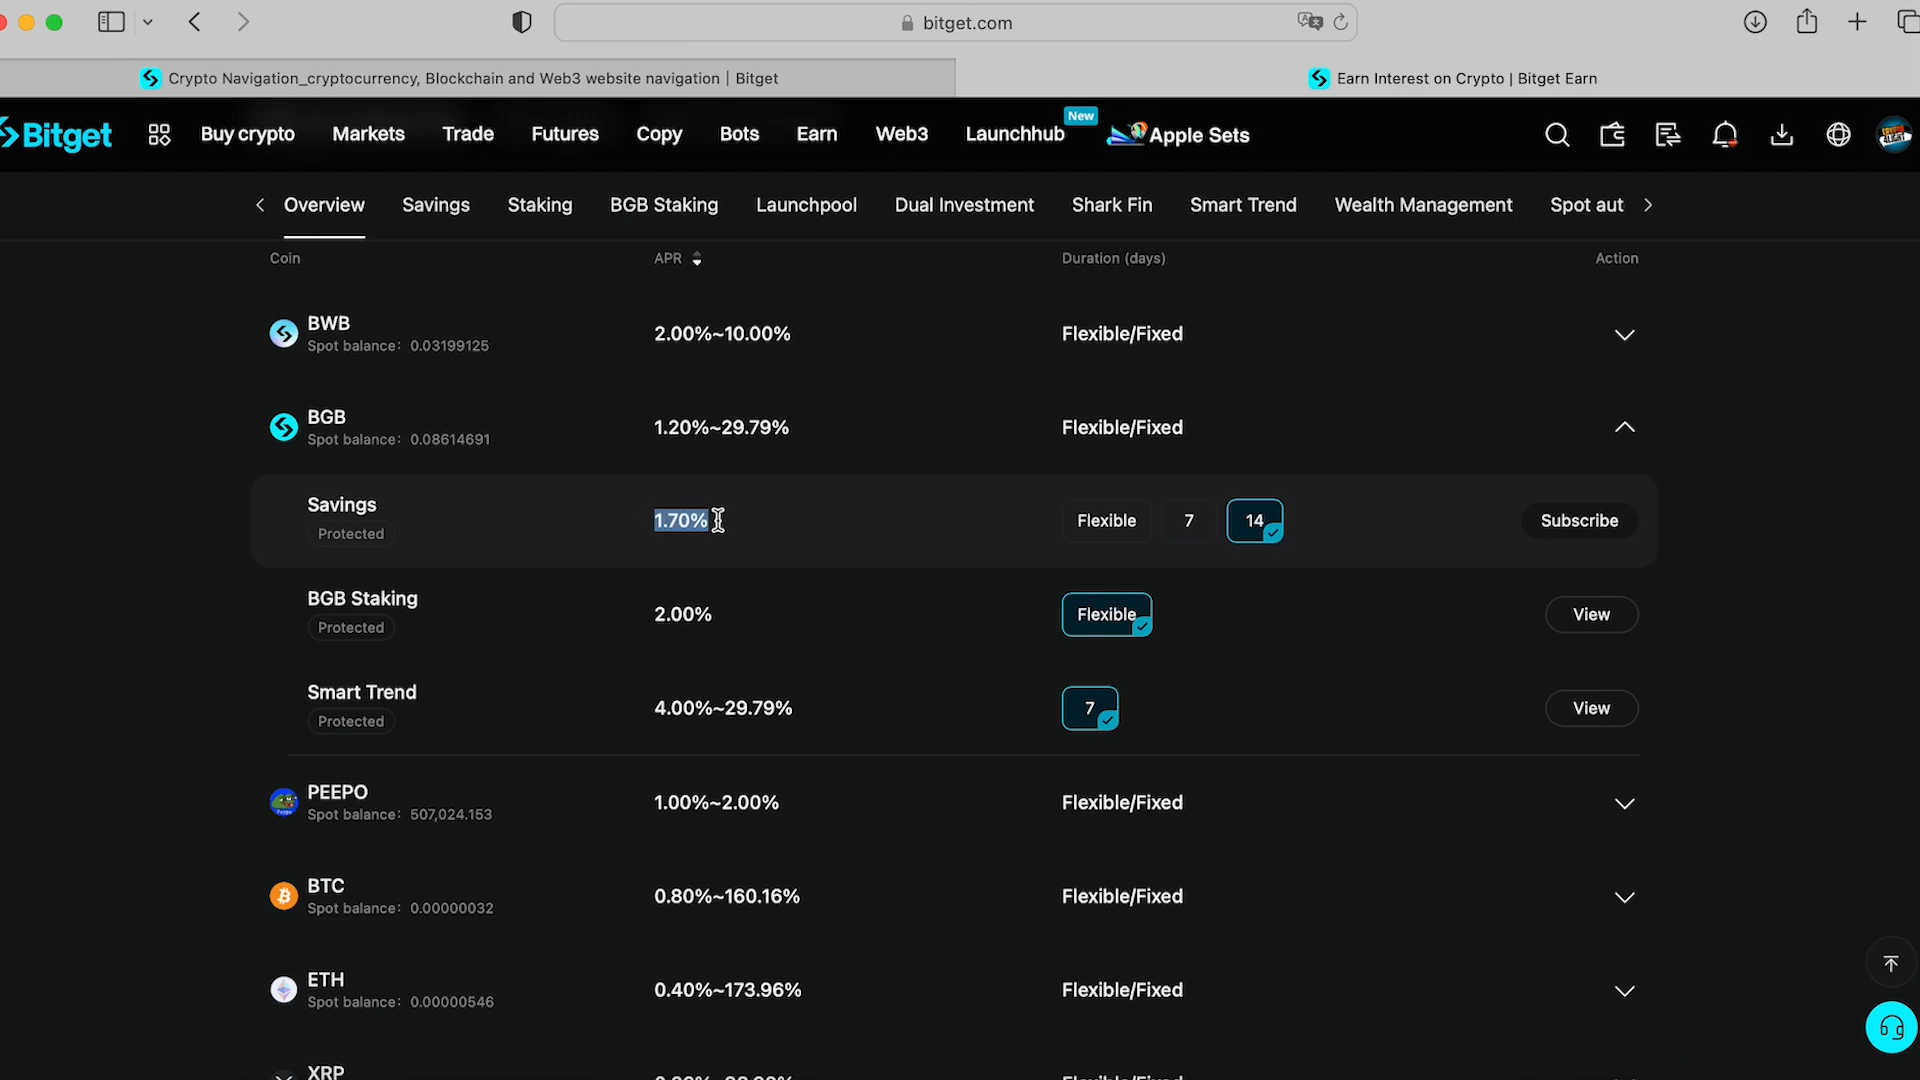 bitget.com
Crypto Navigation_cryptocurrency, Blockchain and Web3 website navigation | Bitget
Earn Interest on Crypto | Bitget Earn
Bitget Buy crypto Markets Trade Futures Copy Bots Earn Web3 Launchhub New Apple Sets
Overview Savings Staking BGB Staking Launchpool Dual Investment Shark Fin Smart Trend Wealth Management Spot aut
Coin APR Duration (days) Action
BWB 2.00%~10.00% Flexible/Fixed
Spot balance: 0.03199125
BGB 1.20%~29.79% Flexible/Fixed
Spot balance: 0.08614691
Savings 1.70% Flexible 7 14 Subscribe
Protected
BGB Staking 2.00% Flexible View
Protected
Smart Trend 4.00%~29.79% 7 View
Protected
PEEPO 1.00%~2.00% Flexible/Fixed
Spot balance: 507,024.153
BTC 0.80%~160.16% Flexible/Fixed
Spot balance: 0.00000032
ETH 0.40%~173.96% Flexible/Fixed
Spot balance: 0.00000546
XRP